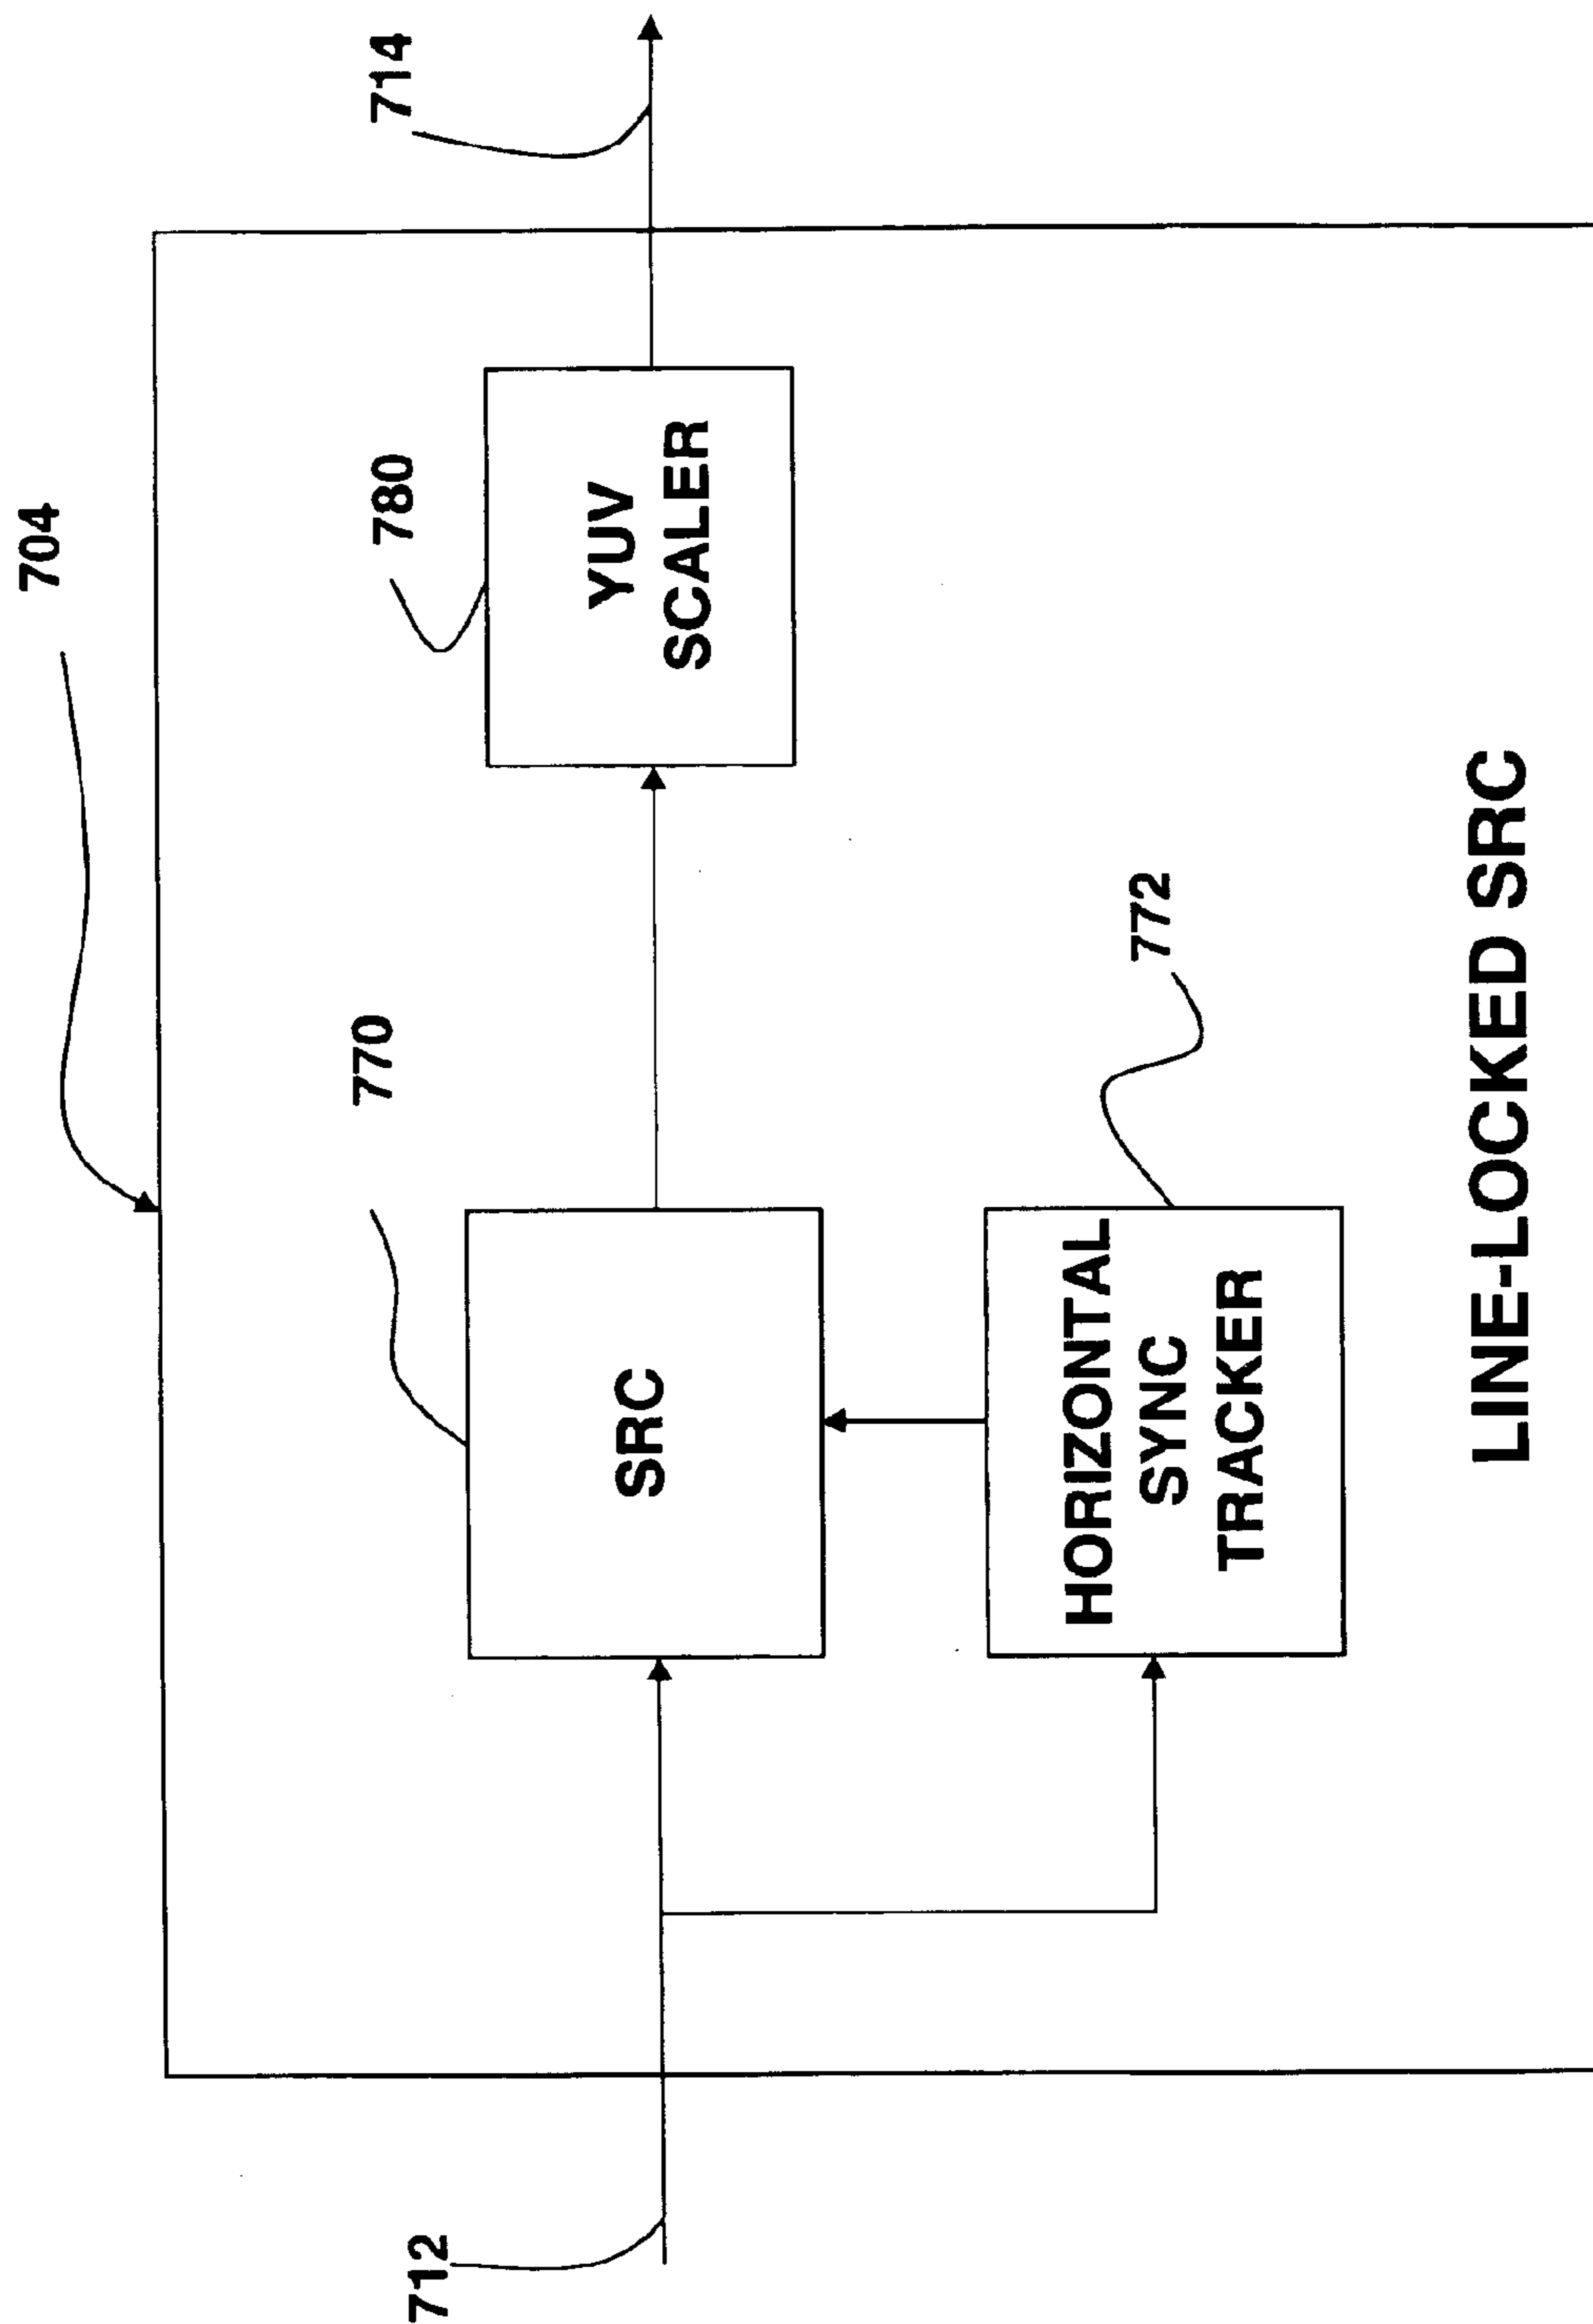 704
714
770
780
SRC
YUV
SCALER
712
772
HORIZONTAL
SYNC
TRACKER
LINE-LOCKED SRC